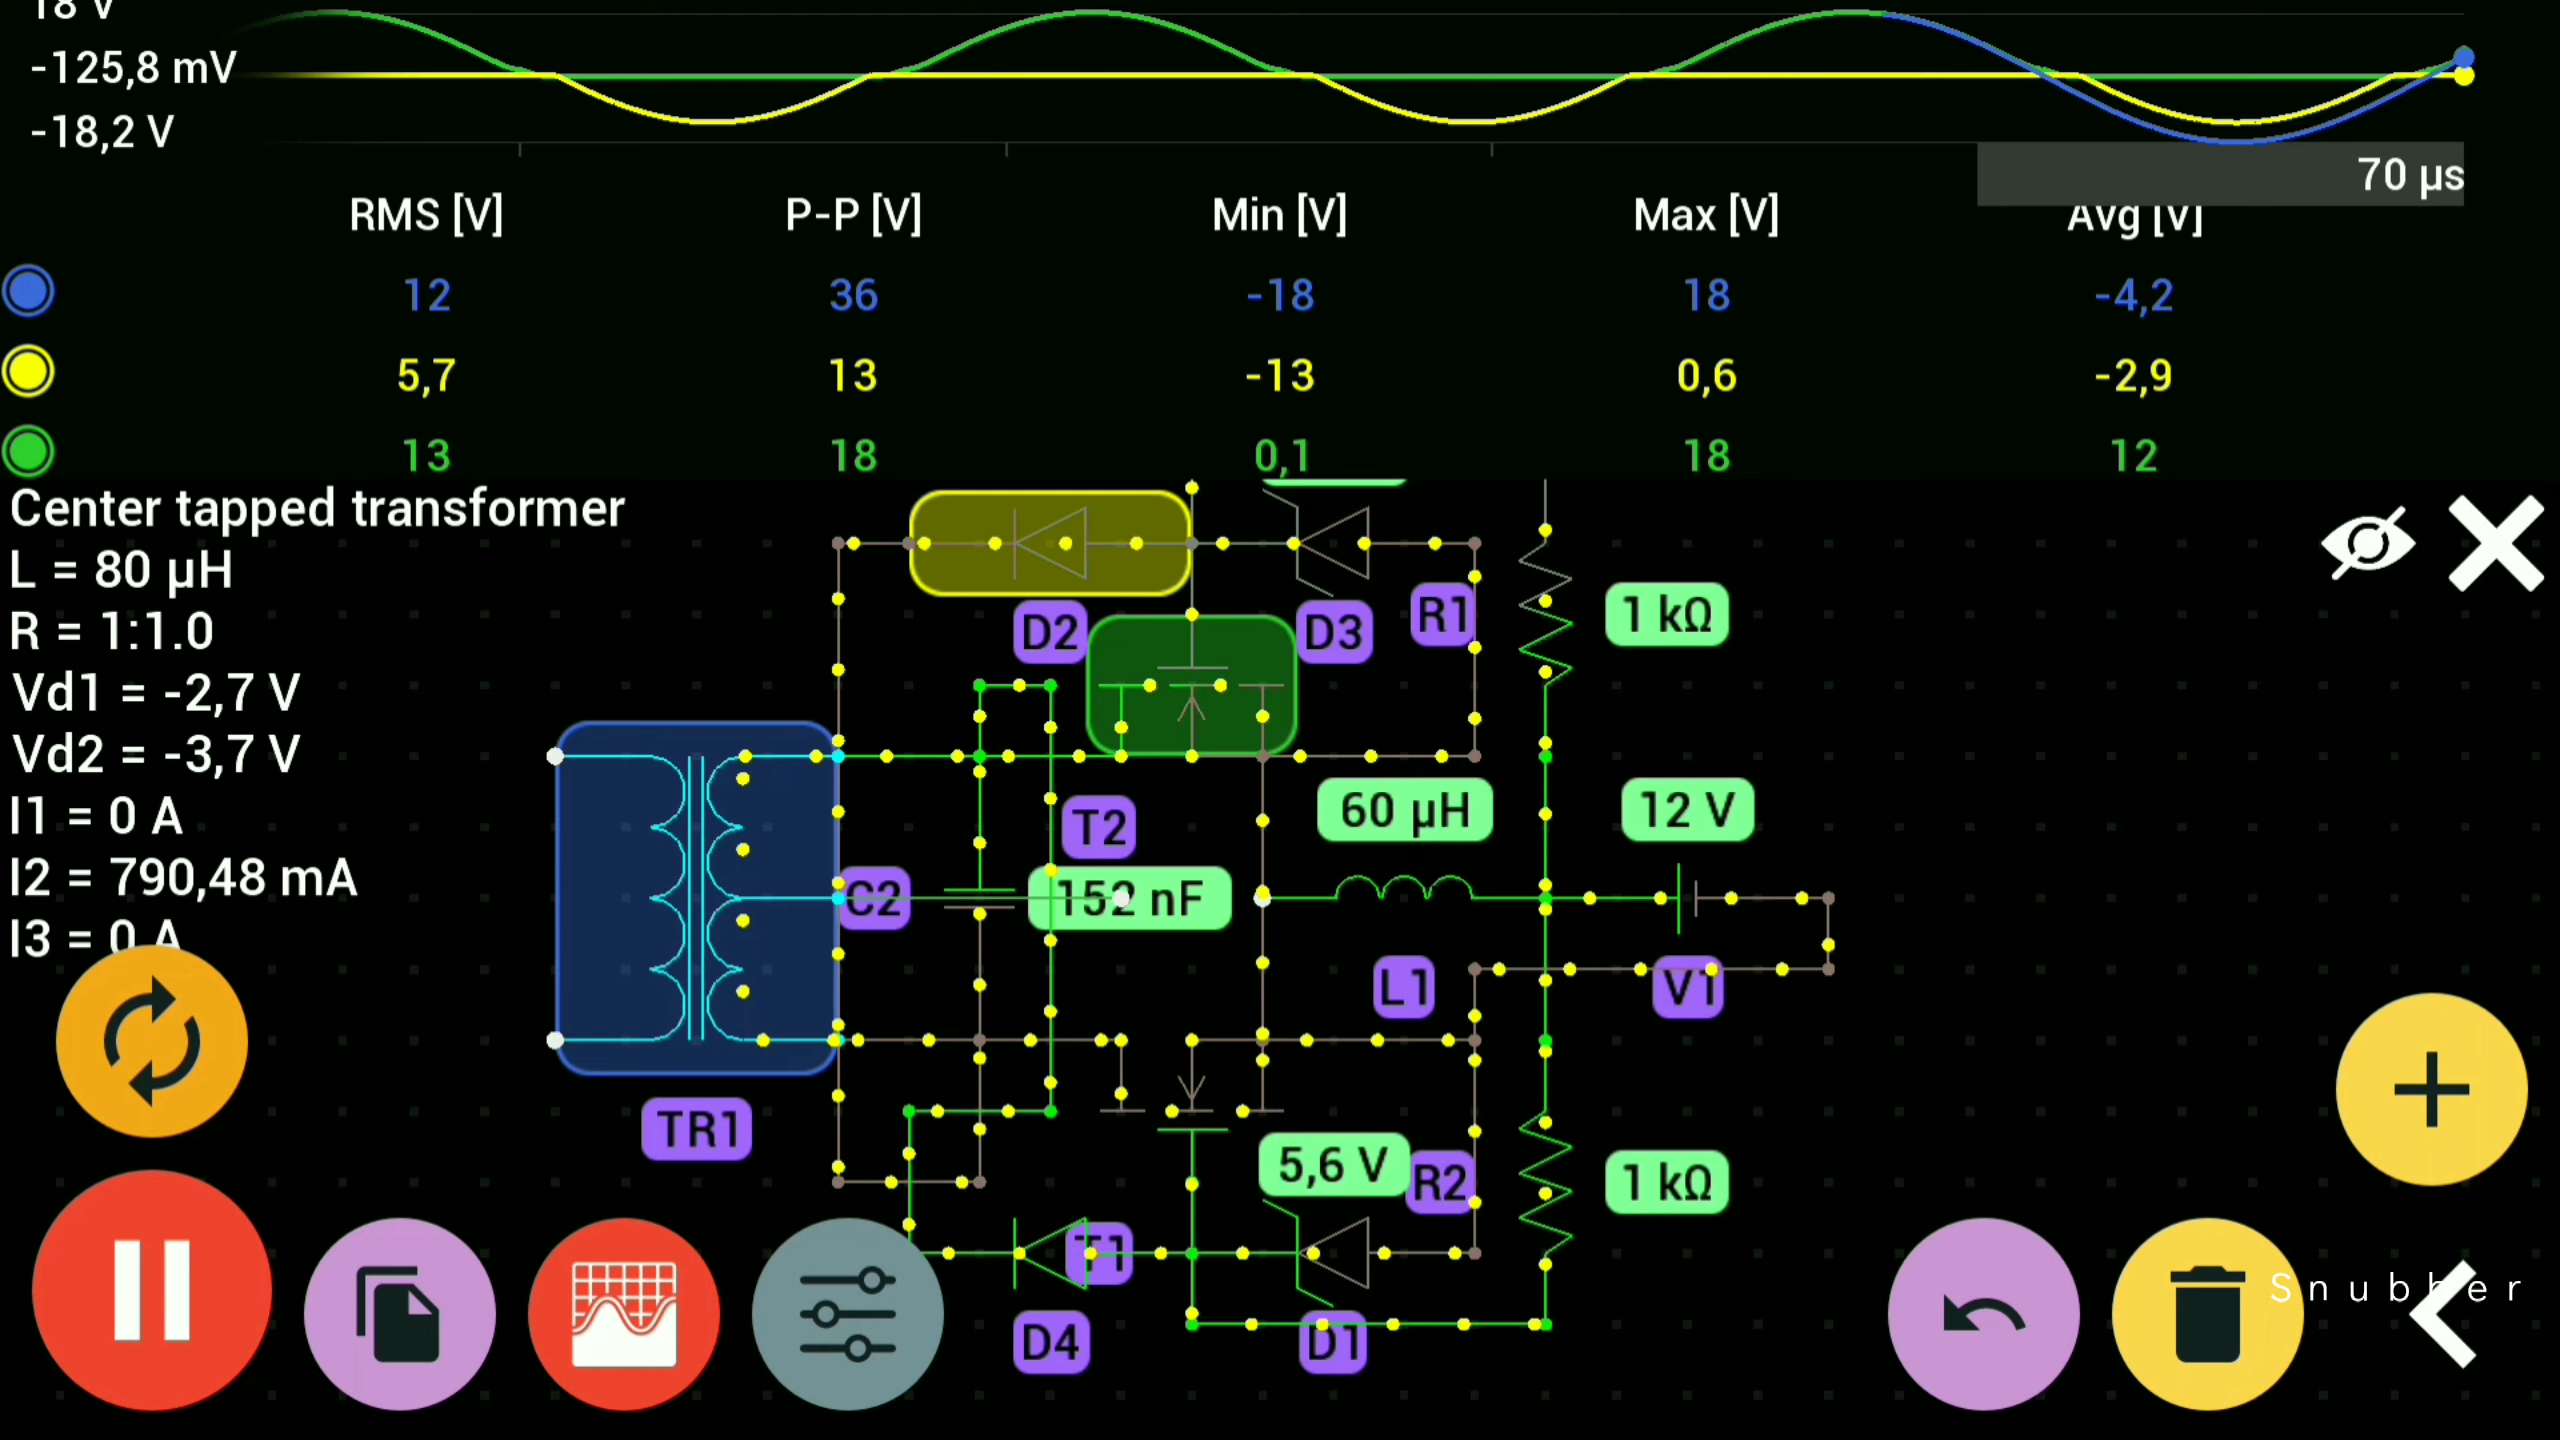 18 V
-125,8 mV
-18,2 V
70 µs
RMS [V] P-P [V] Min [V] Max [V] Avg [V]
12 36 -18 18 -4,2
5,7 13 -13 0,6 -2,9
13 18 0,1 18 12
Center tapped transformer
L = 80 µH
R = 1:1.0
Vd1 = -2,7 V
Vd2 = -3,7 V
I1 = 0 A
I2 = 790,48 mA
I3 = 0 A
D2 D3 R1 1 kΩ
T2 60 µH 12 V
C2 152 nF
L1 V1
TR1
5,6 V R2 1 kΩ
T1
D4 D1
Snubber